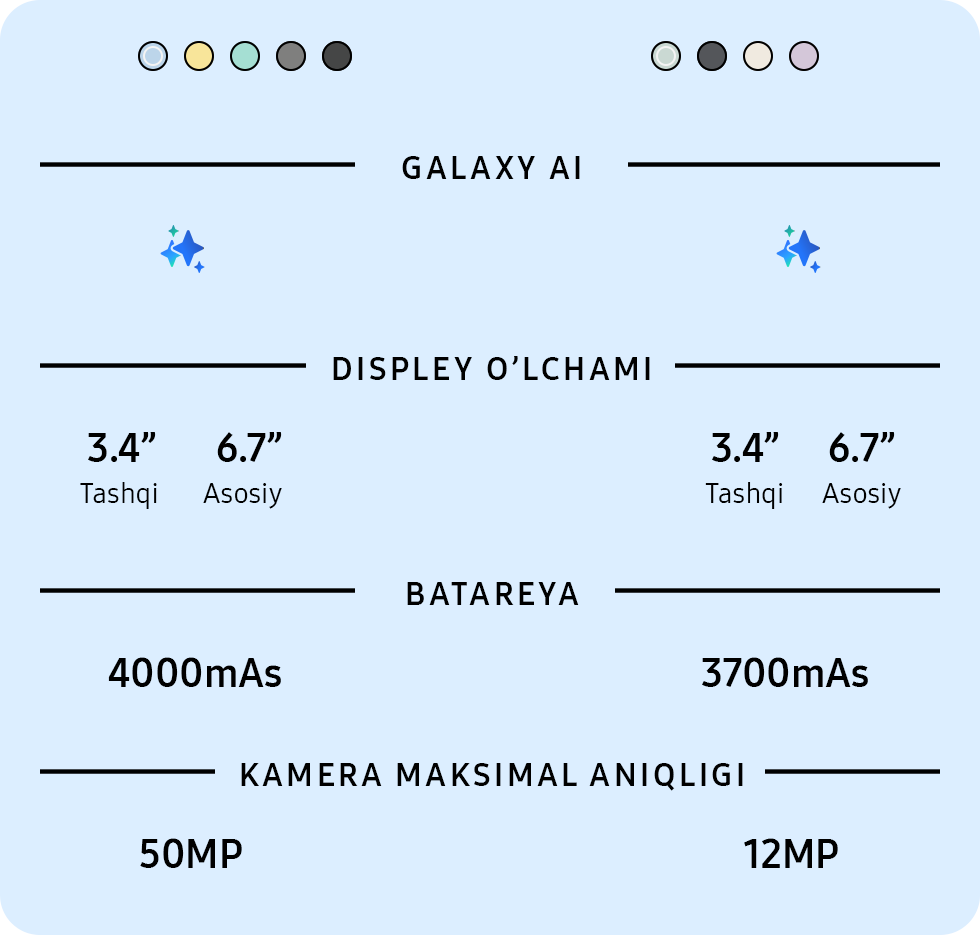 GALAXY AI
DISPLEY O’LCHAMI
3.4” 6.7” 3.4” 6.7”
Tashqi Asosiy Tashqi Asosiy
BATAREYA
4000mAs 3700mAs
KAMERA MAKSIMAL ANIQLIGI
50MP 12MP